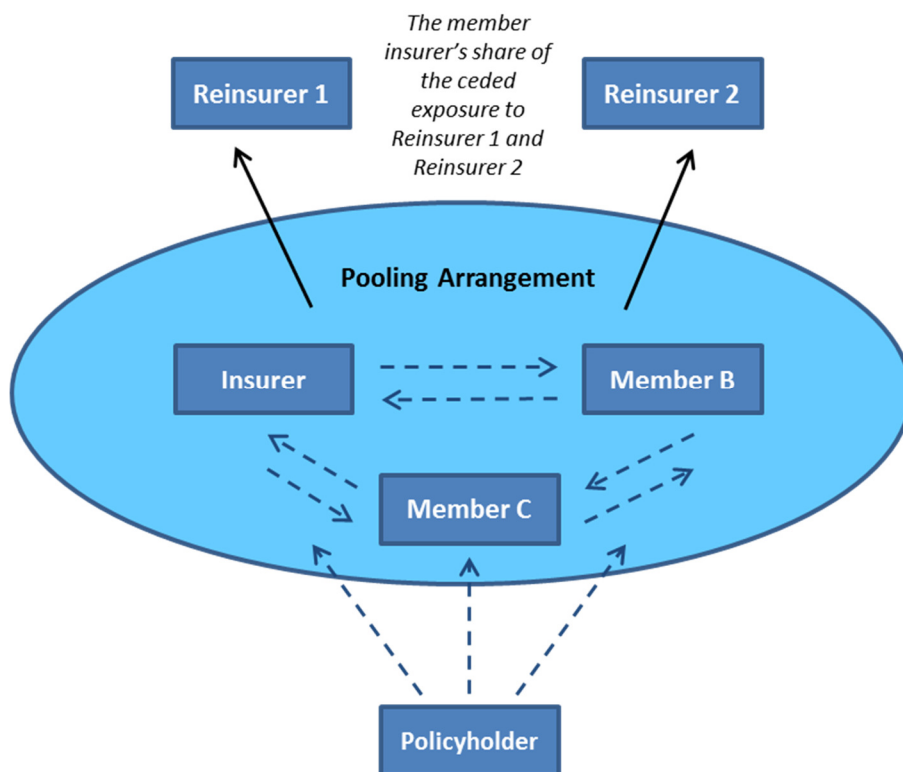 The member
insurer's share of
the ceded
exposure to
Reinsurer 1 and
Reinsurer 2
Reinsurer 1
Reinsurer 2
Pooling Arrangement
Insurer
Member B
Member C
Policyholder